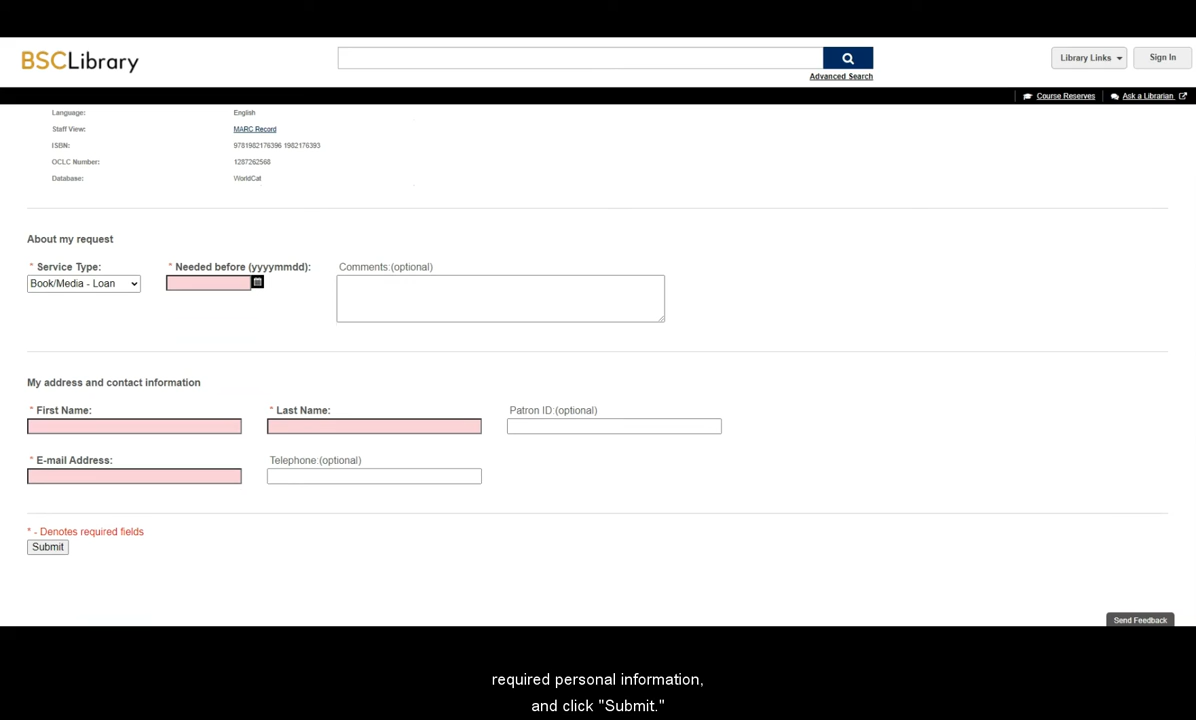 BSCLibrary
Library Links
Sign In
Advanced Search
Course Reserves
Ask a Librarian
Language: English
Staff View: MARC Record
ISBN: 9781982176396 1982176393
OCLC Number: 1287262568
Database: WorldCat
About my request
* Service Type: * Needed before (yyyymmdd): Comments:(optional)
Book/Media - Loan
My address and contact information
* First Name: * Last Name: Patron ID:(optional)
* E-mail Address: Telephone:(optional)
* - Denotes required fields
Submit
Send Feedback
required personal information,
and click "Submit."